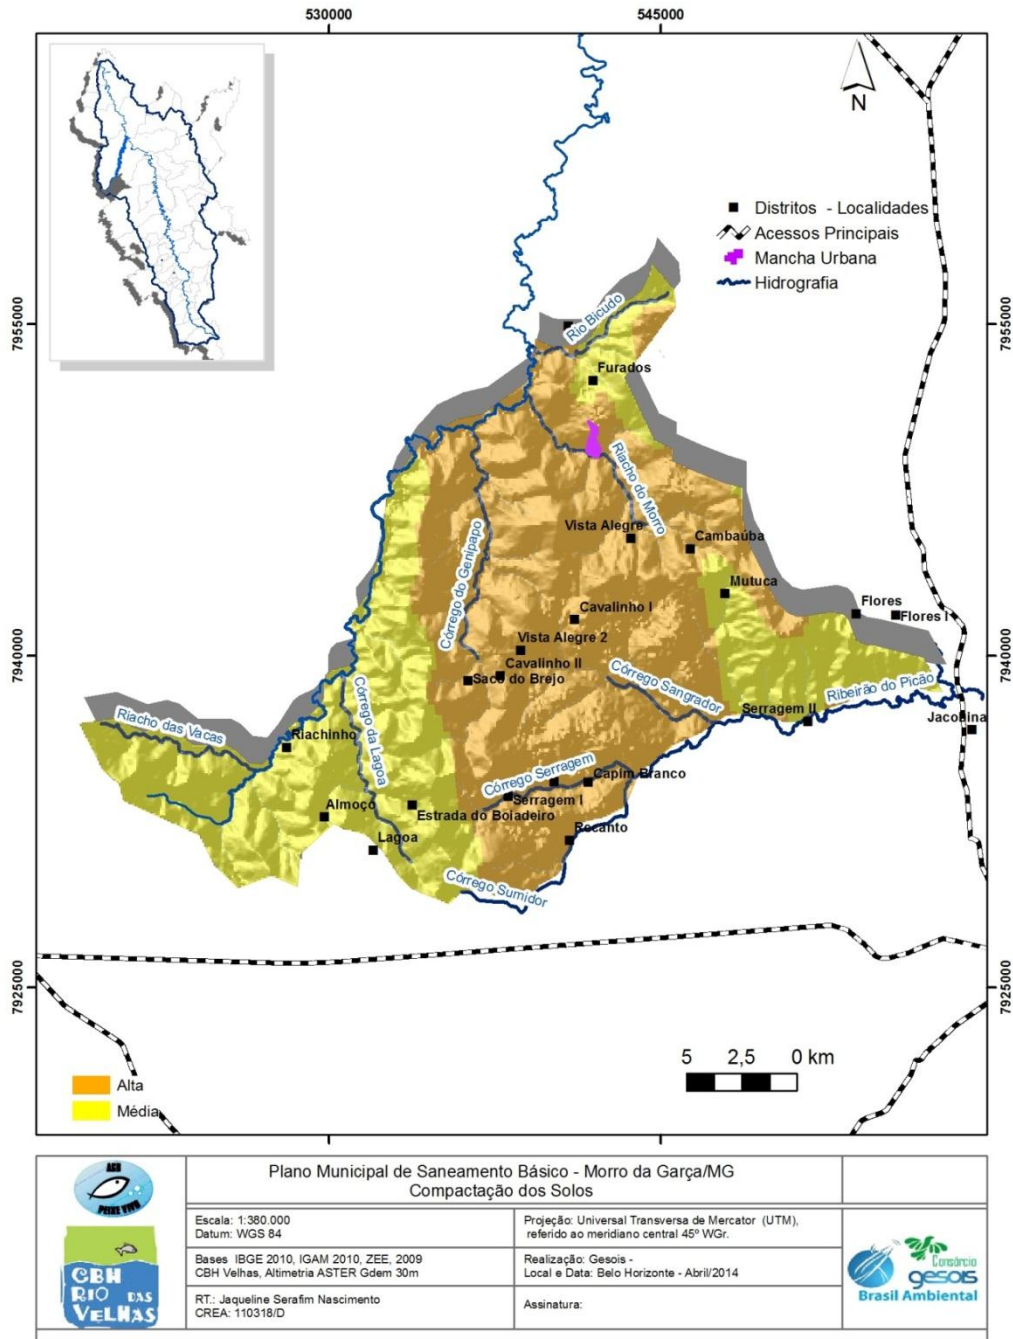 530000
545000
N
Distritos - Localidades
Acessos Principais
Mancha Urbana
Hidrografia
7955000
7955000
Rio Bicudo
Furados
Riacho do Morro
Vista Alegre
Cambaúba
Córrego do Genipapo
Mutuca
Cavalinho I
Flores
Flores I
Vista Alegre 2
7940000
7940000
Cavalinho II
Saco do Brejo
Córrego Sangrador
Ribeirão do Picão
Serragem II
Jacobina
Riacho das Vacas
Córrego da Lagoa
Riachinho
Córrego Serragem
Capim Branco
Serragem I
Almoço
Estrada do Boiadeiro
Recanto
Lagoa
Córrego Sumidor
7925000
7925000
5 2,5 0 km
Alta
Média
Plano Municipal de Saneamento Básico - Morro da Garça/MG
Compactação dos Solos
AGB
PEIXE VIVO
Escala: 1:380.000
Datum: WGS 84
Projeção: Universal Transversa de Mercator (UTM),
referido ao meridiano central 45º WGr.
Bases IBGE 2010, IGAM 2010, ZEE, 2009
CBH Velhas, Altimetria ASTER Gdem 30m
Realização: Gesois -
Local e Data: Belo Horizonte - Abril/2014
RT.: Jaqueline Serafim Nascimento
CREA: 110318/D
Assinatura:
CBH
RIO DAS
VELHAS
Consórcio
gesois
Brasil Ambiental